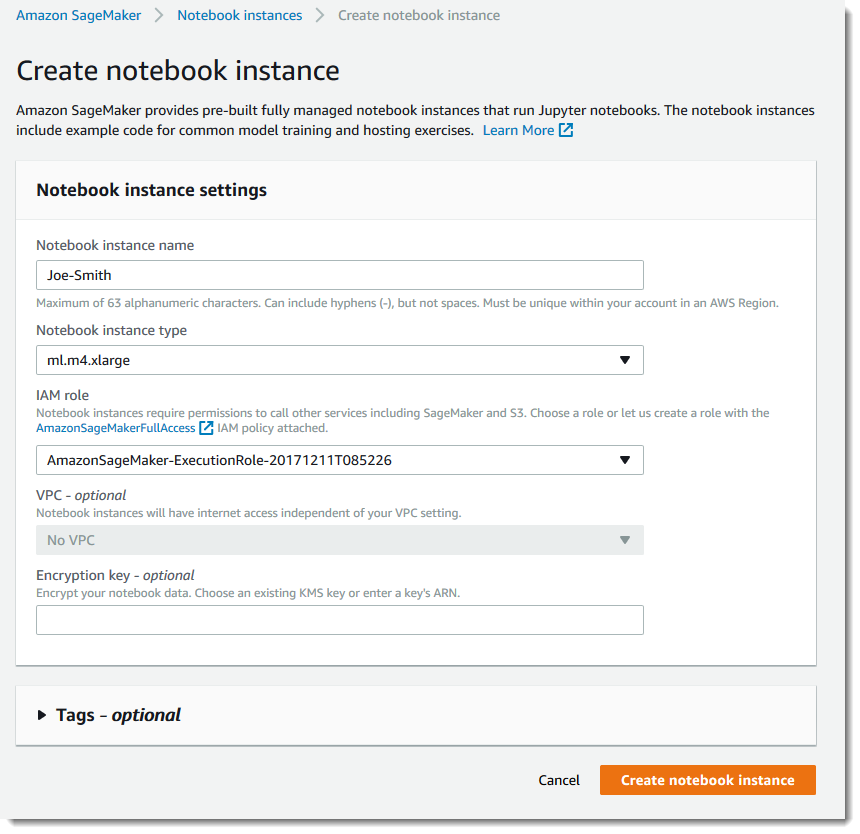 Amazon SageMaker > Notebook instances > Create notebook instance
Create notebook instance
Amazon SageMaker provides pre-built fully managed notebook instances that run Jupyter notebooks. The notebook instances
include example code for common model training and hosting exercises. Learn More
Notebook instance settings
Notebook instance name
Joe-Smith
Maximum of 63 alphanumeric characters. Can include hyphens (-), but not spaces. Must be unique within your account in an AWS Region.
Notebook instance type
ml.m4.xlarge
IAM role
Notebook instances require permissions to call other services including SageMaker and S3. Choose a role or let us create a role with the
AmazonSageMakerFullAccess IAM policy attached.
AmazonSageMaker-ExecutionRole-20171211T085226
VPC - optional
Notebook instances will have internet access independent of your VPC setting.
No VPC
Encryption key - optional
Encrypt your notebook data. Choose an existing KMS key or enter a key's ARN.
Tags - optional
Cancel Create notebook instance